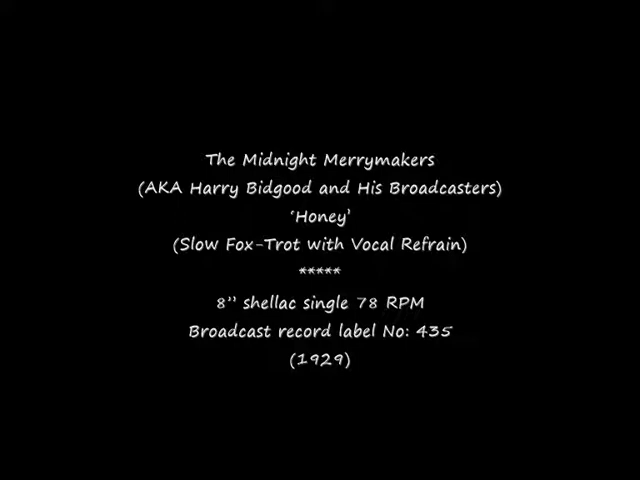 The Midnight Merrymakers
(AKA Harry Bidgood and His Broadcasters)
‘Honey’
(Slow Fox-Trot with Vocal Refrain)
*****
8” shellac single 78 RPM
Broadcast record label No: 435
(1929)